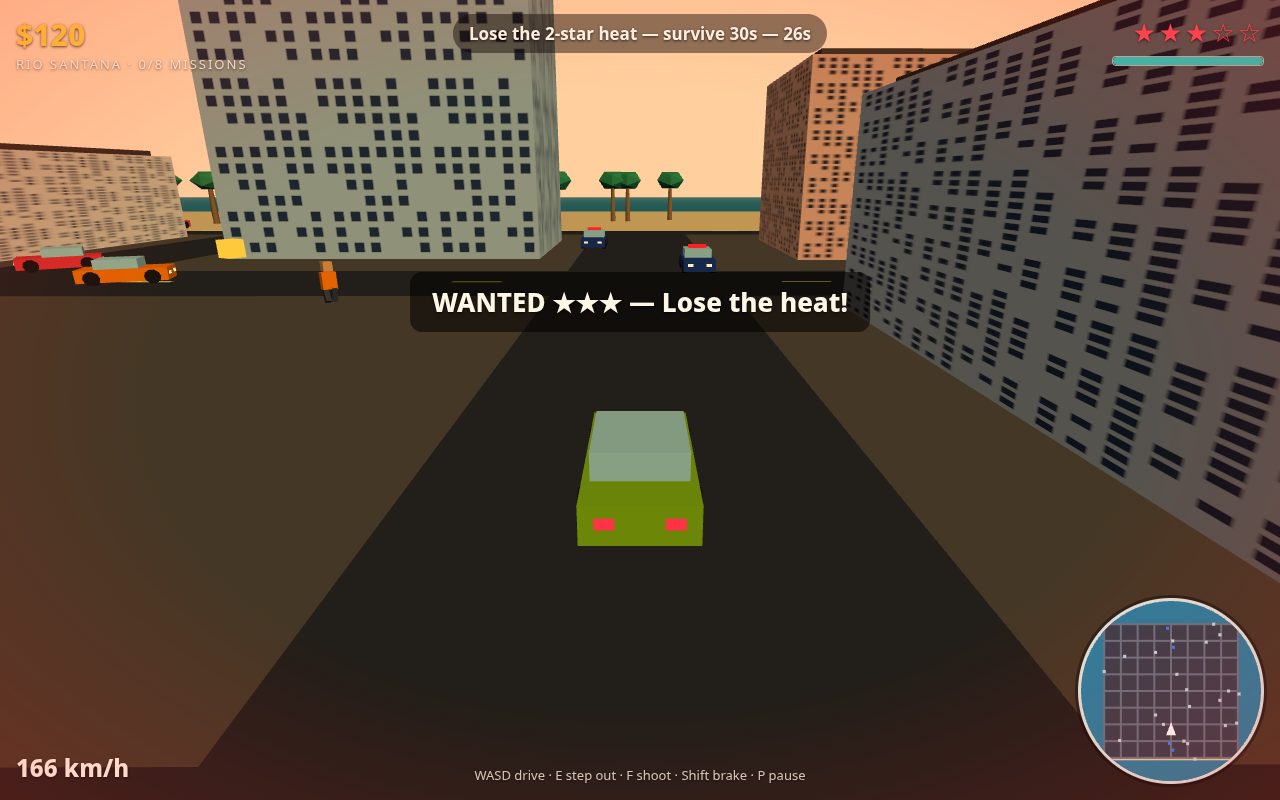 $120
RIO SANTANA · 0/8 MISSIONS
Lose the 2-star heat — survive 30s — 26s
★★★☆☆
WANTED ★★★ — Lose the heat!
166 km/h
WASD drive · E step out · F shoot · Shift brake · P pause